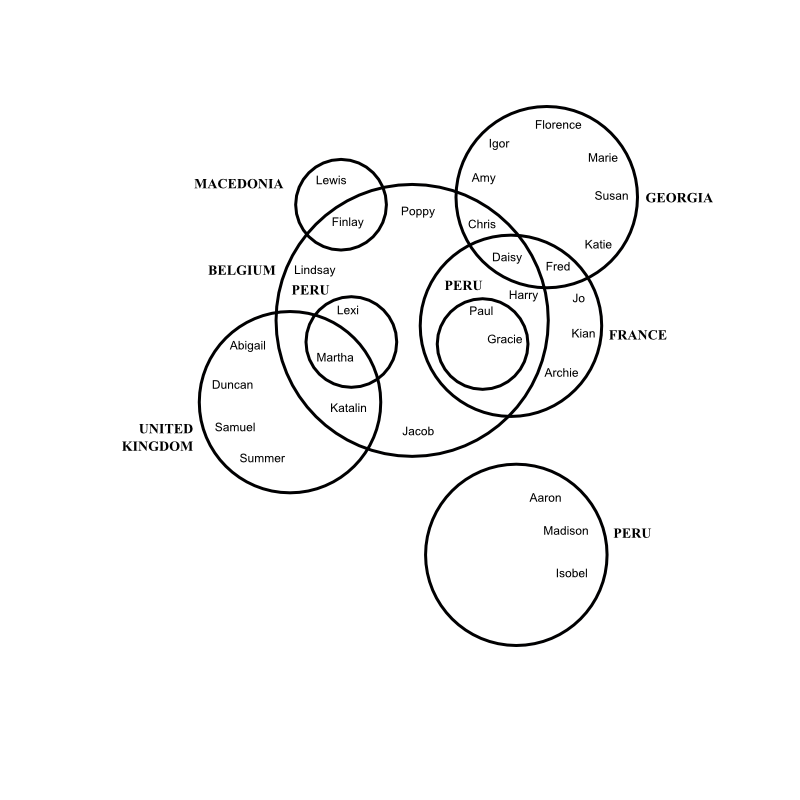 Florence
Igor
Marie
Amy
Susan
GEORGIA
Katie
Chris
Daisy
Fred
MACEDONIA
Lewis
Finlay
Poppy
BELGIUM
Lindsay
PERU
Lexi
Martha
PERU
Paul
Gracie
Harry
Jo
Kian
FRANCE
Archie
Abigail
Duncan
Samuel
Summer
UNITED
KINGDOM
Katalin
Jacob
Aaron
Madison
PERU
Isobel